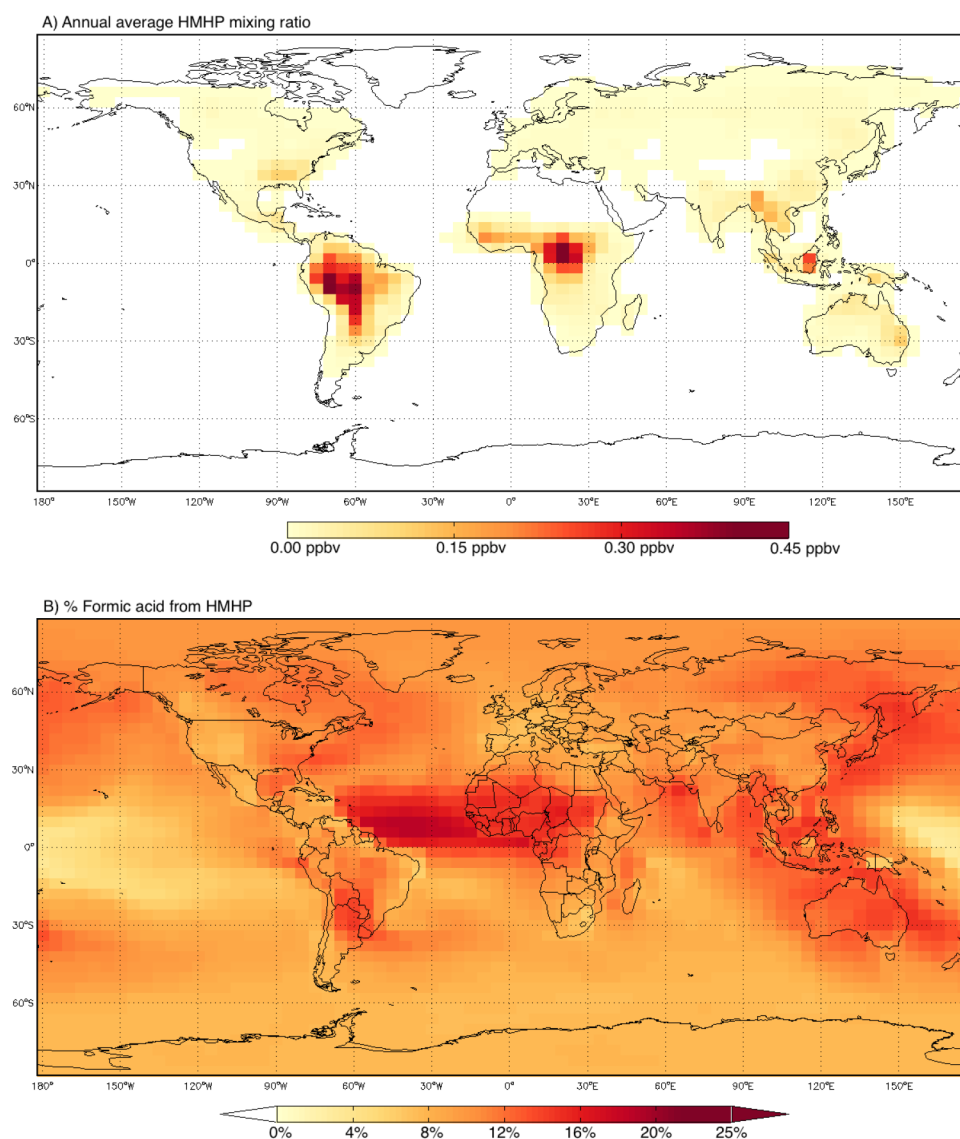 A) Annual average HMHP mixing ratio
60°N
30°N
0°
30°S
60°S
180° 150°W 120°W 90°W 60°W 30°W 0° 30°E 60°E 90°E 120°E 150°E
0.00 ppbv 0.15 ppbv 0.30 ppbv 0.45 ppbv
B) % Formic acid from HMHP
60°N
30°N
0°
30°S
60°S
180° 150°W 120°W 90°W 60°W 30°W 0° 30°E 60°E 90°E 120°E 150°E
0% 4% 8% 12% 16% 20% 25%